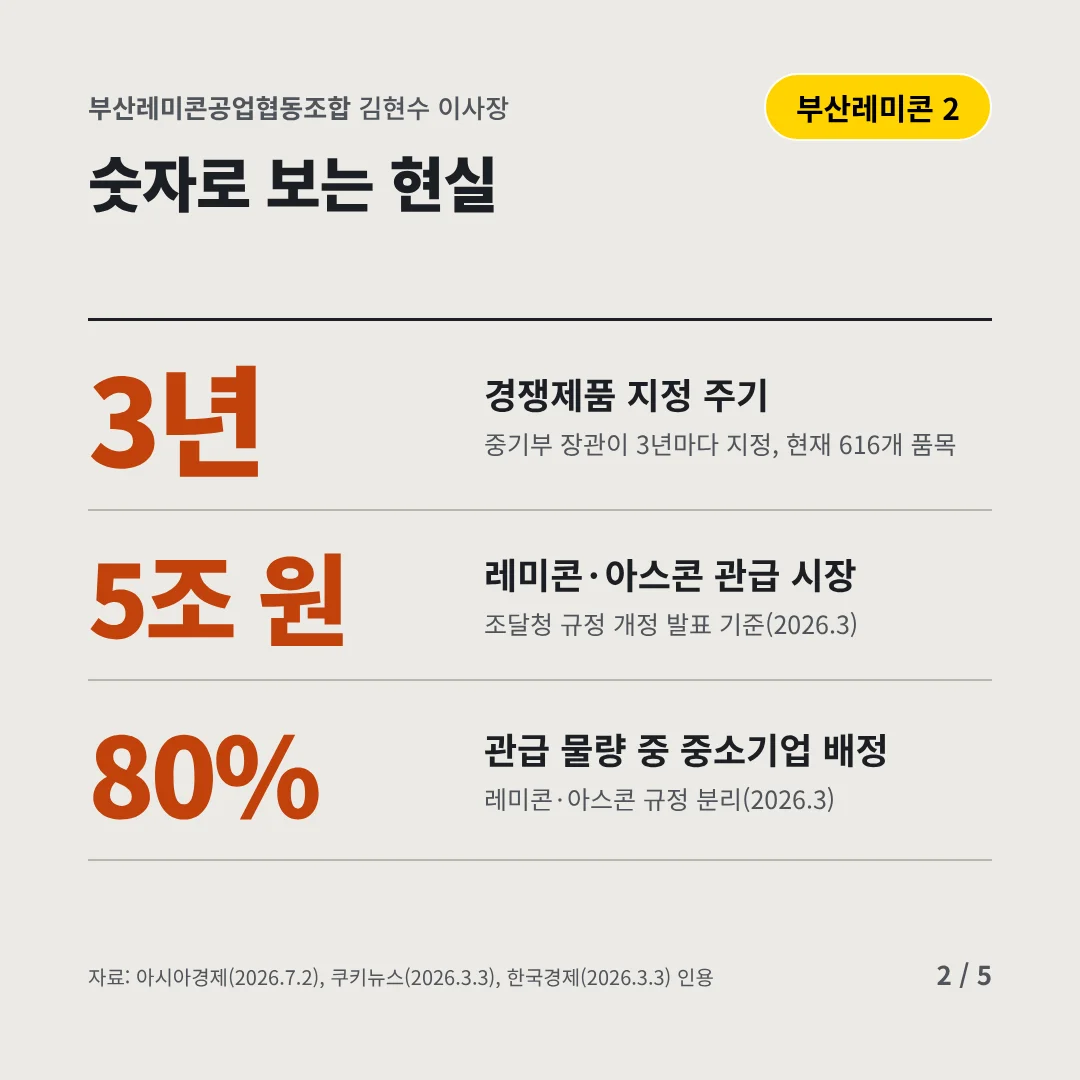 부산레미콘공업협동조합 김현수 이사장
부산레미콘 2
숫자로 보는 현실
3년
경쟁제품 지정 주기
중기부 장관이 3년마다 지정, 현재 616개 품목
5조 원
레미콘·아스콘 관급 시장
조달청 규정 개정 발표 기준(2026.3)
80%
관급 물량 중 중소기업 배정
레미콘·아스콘 규정 분리(2026.3)
자료: 아시아경제(2026.7.2), 쿠키뉴스(2026.3.3), 한국경제(2026.3.3) 인용
2 / 5